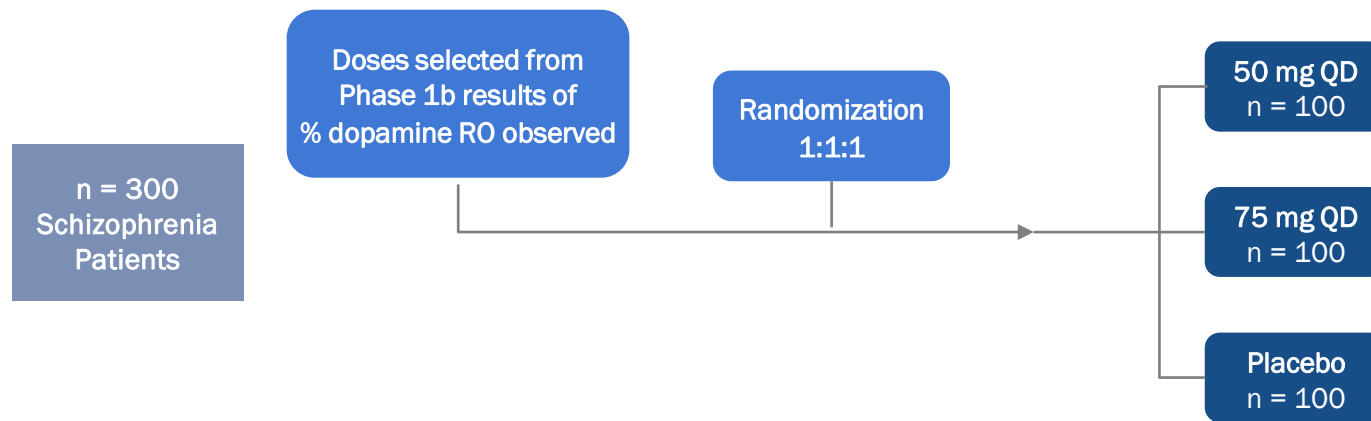 n = 300
Schizophrenia
Patients
Doses selected from
Phase 1b results of
% dopamine RO observed
Randomization
1:1:1
50 mg QD
n = 100
75 mg QD
n = 100
Placebo
n = 100